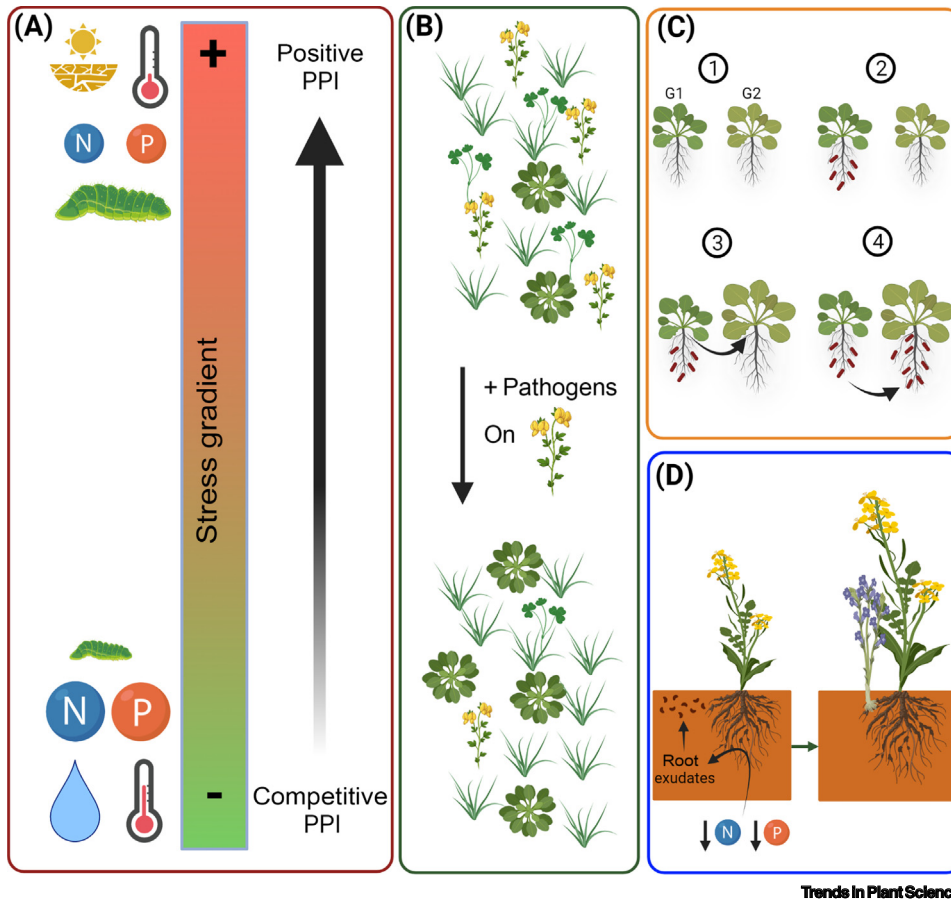 (A)
+
Positive
PPI
N P
Stress gradient
N P
-
Competitive
PPI
(B)
+ Pathogens
On
(C)
1 2
G1 G2
3 4
(D)
Root
exudates
N P
Trends in Plant Scienc